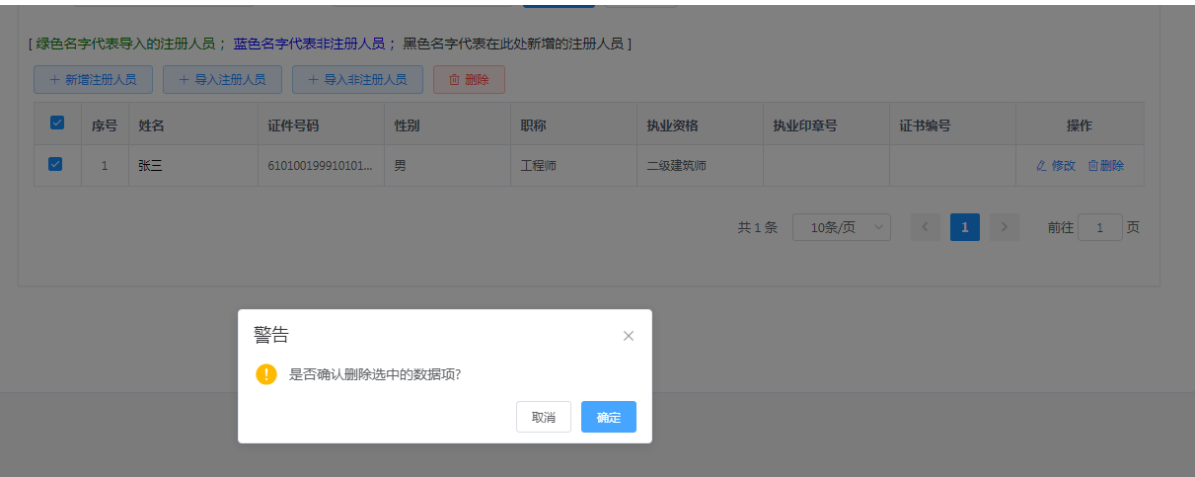 [ 绿色名字代表导入的注册人员； 蓝色名字代表非注册人员； 黑色名字代表在此处新增的注册人员 ]
+ 新增注册人员 + 导入注册人员 + 导入非注册人员 删除
序号 姓名 证件号码 性别 职称 执业资格 执业印章号 证书编号 操作
1 张三 610100199910101... 男 工程师 二级建筑师 修改 删除
共 1 条 10条/页 < 1 > 前往 1 页
警告
是否确认删除选中的数据项?
取消 确定